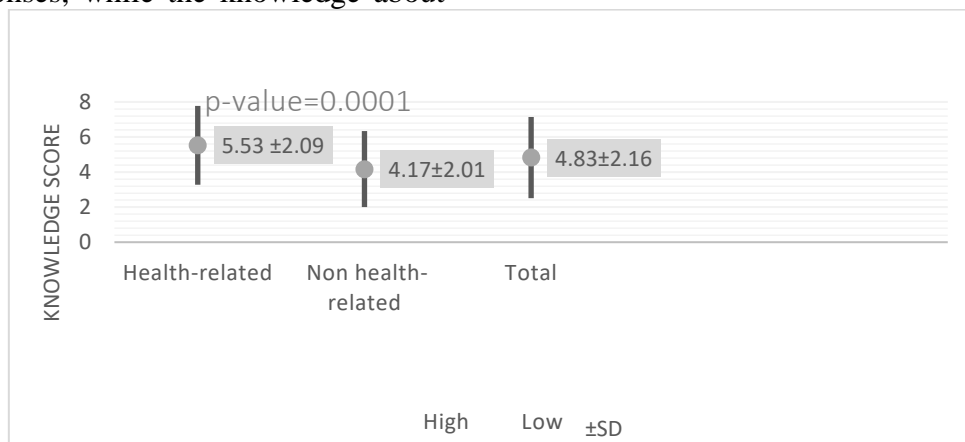 enses, while the knowledge about
p-value=0.0001
8
6
4
2
0
KNOWLEDGE SCORE
5.53 ±2.09
4.17±2.01
4.83±2.16
Health-related
Non health-
related
Total
High Low ±SD